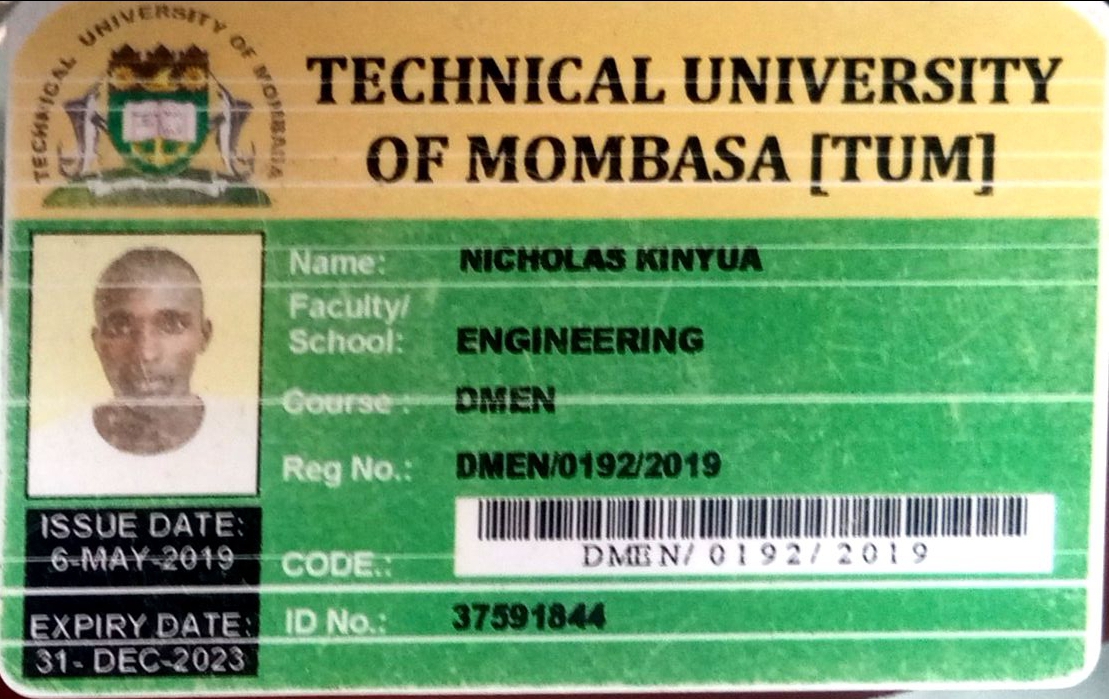 TECHNICAL UNIVERSITY OF MOMBASA
TECHNICAL UNIVERSITY
OF MOMBASA [TUM]
Name: NICHOLAS KINYUA
Faculty/
School: ENGINEERING
Course : DMEN
Reg No.: DMEN/0192/2019
CODE.: DMEN/0192/2019
ID No.: 37591844
ISSUE DATE:
6-MAY-2019
EXPIRY DATE:
31- DEC-2023